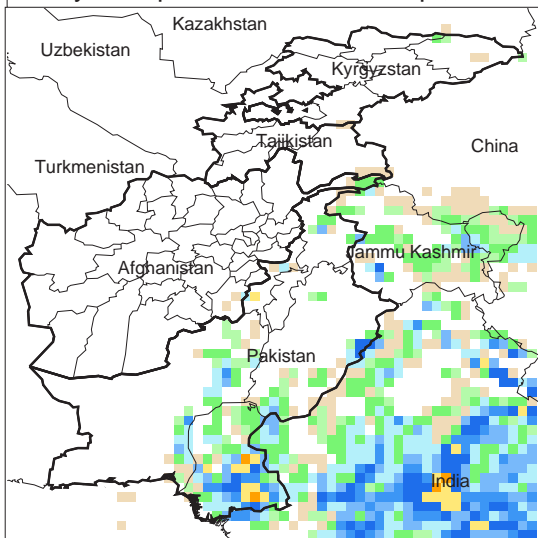 Kazakhstan
Uzbekistan
Kyrgyzstan
Tajikistan
China
Turkmenistan
Jammu Kashmir
Afghanistan
Pakistan
India